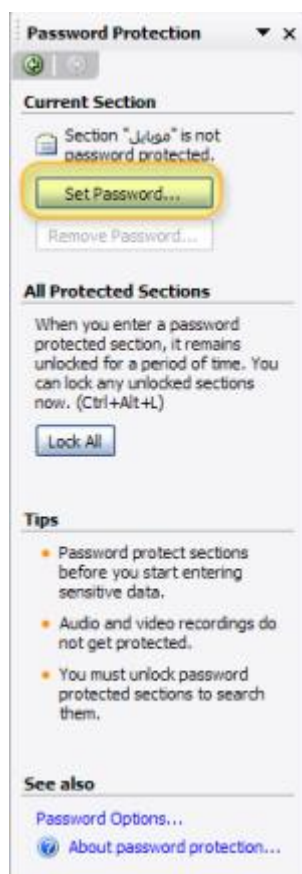 Password Protection
Current Section
Section "موبايل" is not
password protected.
Set Password...
Remove Password...
All Protected Sections
When you enter a password
protected section, it remains
unlocked for a period of time. You
can lock any unlocked sections
now. (Ctrl+Alt+L)
Lock All
Tips
Password protect sections
before you start entering
sensitive data.
Audio and video recordings do
not get protected.
You must unlock password
protected sections to search
them.
See also
Password Options...
About password protection...